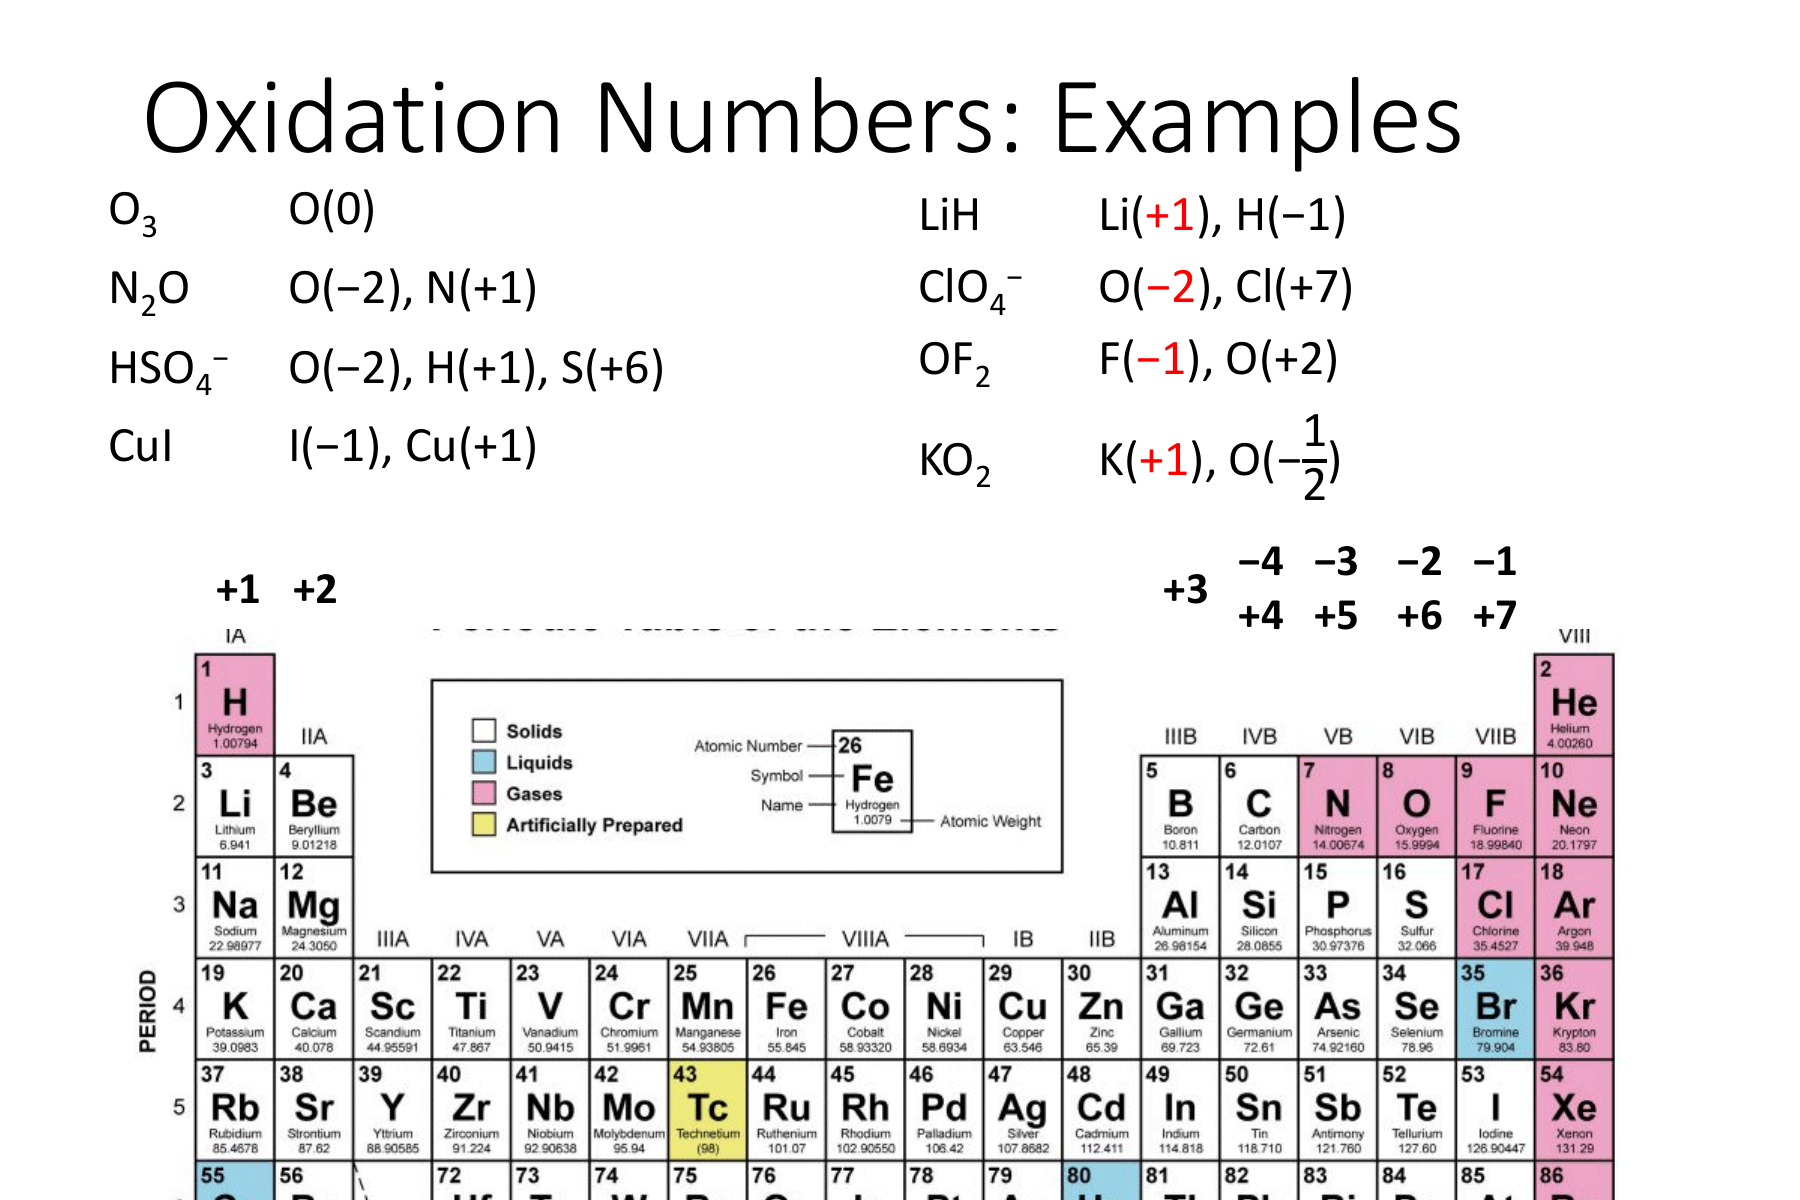 Oxidation Numbers: Examples
O₃ O(0)
N₂O O(−2), N(+1)
HSO₄⁻ O(−2), H(+1), S(+6)
CuI I(−1), Cu(+1)
LiH Li(+1), H(−1)
ClO₄⁻ O(−2), Cl(+7)
OF₂ F(−1), O(+2)
KO₂ K(+1), O(−1/2)
−4 −3 −2 −1
+1 +2 +3
+4 +5 +6 +7
IA VIII
1 2
1 H He
Hydrogen Helium
1.00794 4.00260
Solids
Liquids
Gases
Artificially Prepared
Atomic Number 26
Symbol Fe
Name Hydrogen
1.0079 Atomic Weight
IIA IIIB IVB VB VIB VIIB
3 4 5 6 7 8 9 10
2 Li Be B C N O F Ne
Lithium Beryllium Boron Carbon Nitrogen Oxygen Fluorine Neon
6.941 9.01218 10.811 12.0107 14.00674 15.9994 18.99840 20.1797
11 12 13 14 15 16 17 18
3 Na Mg Al Si P S Cl Ar
Sodium Magnesium Aluminum Silicon Phosphorus Sulfur Chlorine Argon
22.98977 24.3050 26.98154 28.0855 30.97376 32.066 35.4527 39.948
IIIA IVA VA VIA VIIA VIIIA IB IIB
PERIOD
19 20 21 22 23 24 25 26 27 28 29 30 31 32 33 34 35 36
4 K Ca Sc Ti V Cr Mn Fe Co Ni Cu Zn Ga Ge As Se Br Kr
Potassium Calcium Scandium Titanium Vanadium Chromium Manganese Iron Cobalt Nickel Copper Zinc Gallium Germanium Arsenic Selenium Bromine Krypton
39.0983 40.078 44.95591 47.867 50.9415 51.9961 54.93805 55.845 58.93320 58.6934 63.546 65.39 69.723 72.61 74.92160 78.96 79.904 83.80
37 38 39 40 41 42 43 44 45 46 47 48 49 50 51 52 53 54
5 Rb Sr Y Zr Nb Mo Tc Ru Rh Pd Ag Cd In Sn Sb Te I Xe
Rubidium Strontium Yttrium Zirconium Niobium Molybdenum Technetium Ruthenium Rhodium Palladium Silver Cadmium Indium Tin Antimony Tellurium Iodine Xenon
85.4678 87.62 88.90585 91.224 92.90638 95.94 (98) 101.07 102.90550 106.42 107.8682 112.411 114.818 118.710 121.760 127.60 126.90447 131.29
55 56 72 73 74 75 76 77 78 79 80 81 82 83 84 85 86